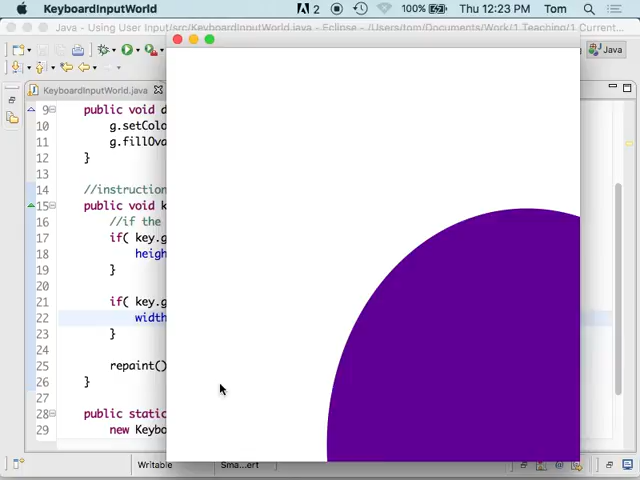 KeyboardInputWorld
2
100%
Thu 12:23 PM Tom
Java - Using User Input/src/KeyboardInputWorld.java - Eclipse - /Users/tom/Documents/Work/1 Teaching/1 Current...
Java
KeyboardInputWorld.java
9 public void d
10 g.setColo
11 g.fillOva
12 }
13
14 //instruction
15 public void k
16 //if the
17 if( key.g
18 heigh
19 }
20
21 if( key.g
22 width
23 }
24
25 repaint()
26 }
27
28 public static
29 new Keybo
Writable
Sma...ert